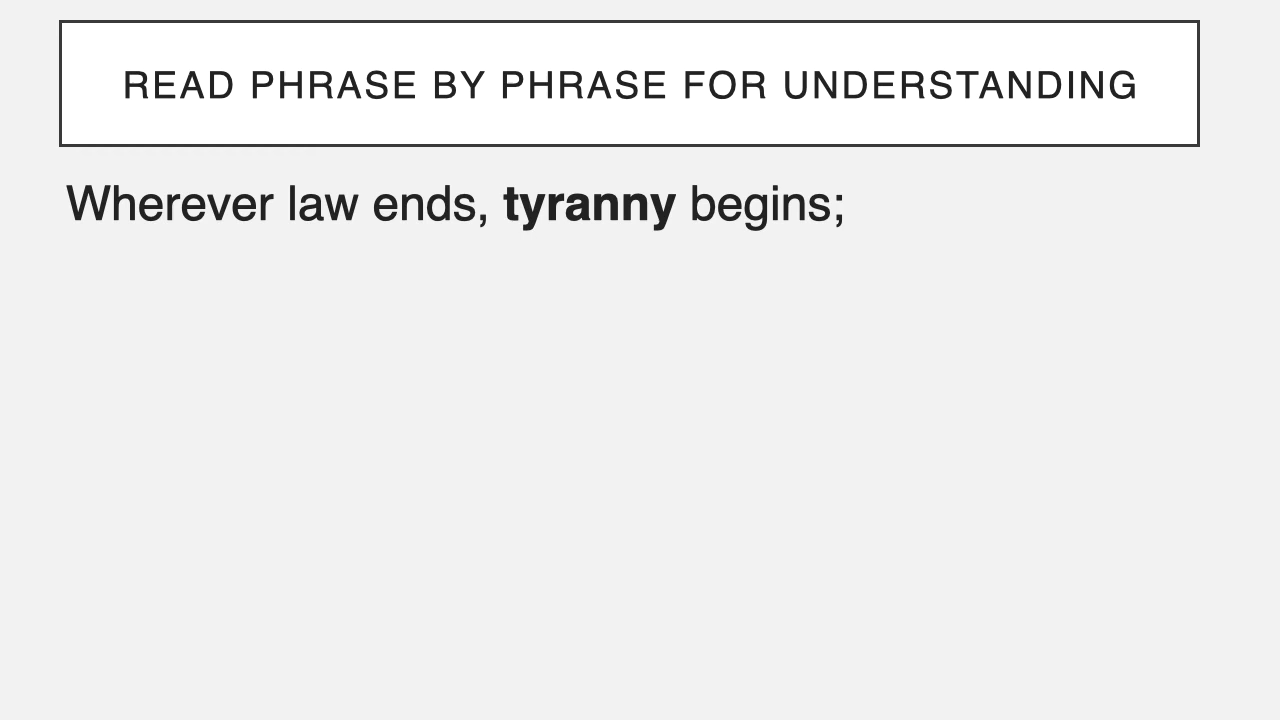 READ PHRASE BY PHRASE FOR UNDERSTANDING
Wherever law ends, tyranny begins;